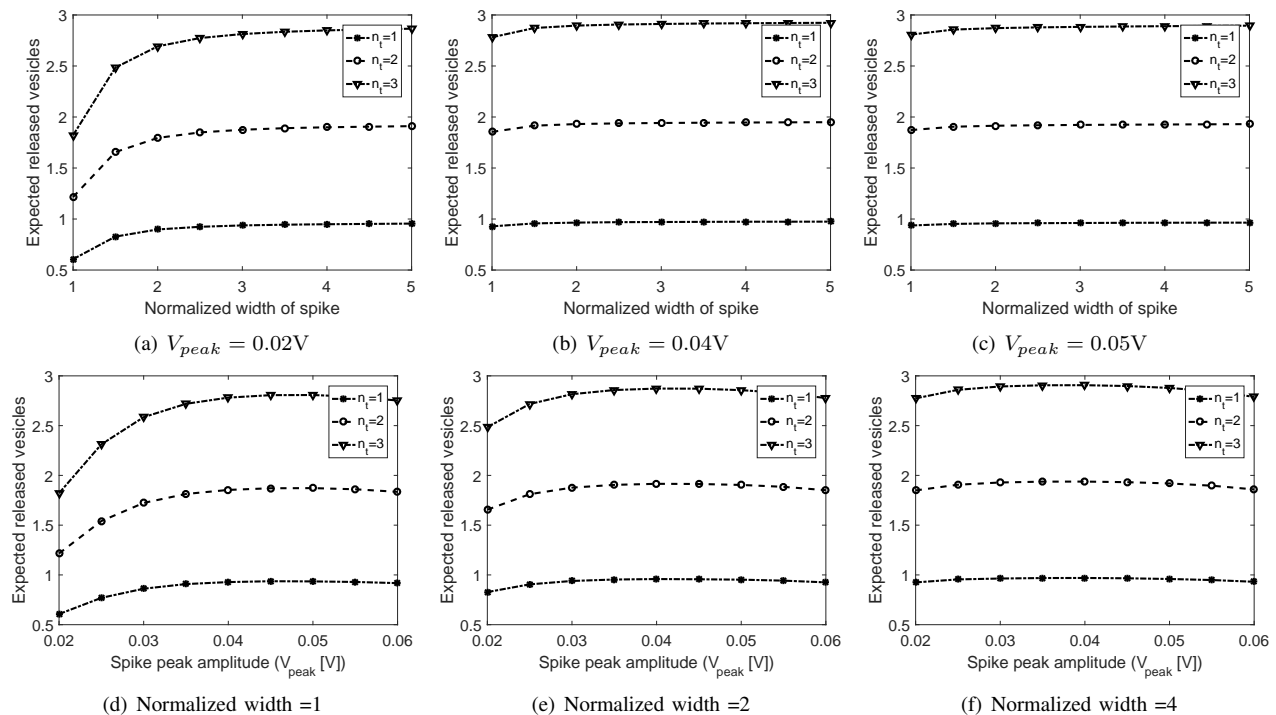 3
2.5
2
1.5
1
0.5
Expected released vesicles
n_t=1
n_t=2
n_t=3
1 2 3 4 5
Normalized width of spike
(a) V_peak = 0.02V
3
2.5
2
1.5
1
0.5
Expected released vesicles
n_t=1
n_t=2
n_t=3
1 2 3 4 5
Normalized width of spike
(b) V_peak = 0.04V
3
2.5
2
1.5
1
0.5
Expected released vesicles
n_t=1
n_t=2
n_t=3
1 2 3 4 5
Normalized width of spike
(c) V_peak = 0.05V
3
2.5
2
1.5
1
0.5
Expected released vesicles
n_t=1
n_t=2
n_t=3
0.02 0.03 0.04 0.05 0.06
Spike peak amplitude (V_peak [V])
(d) Normalized width =1
3
2.5
2
1.5
1
0.5
Expected released vesicles
n_t=1
n_t=2
n_t=3
0.02 0.03 0.04 0.05 0.06
Spike peak amplitude (V_peak [V])
(e) Normalized width =2
3
2.5
2
1.5
1
0.5
Expected released vesicles
n_t=1
n_t=2
n_t=3
0.02 0.03 0.04 0.05 0.06
Spike peak amplitude (V_peak [V])
(f) Normalized width =4